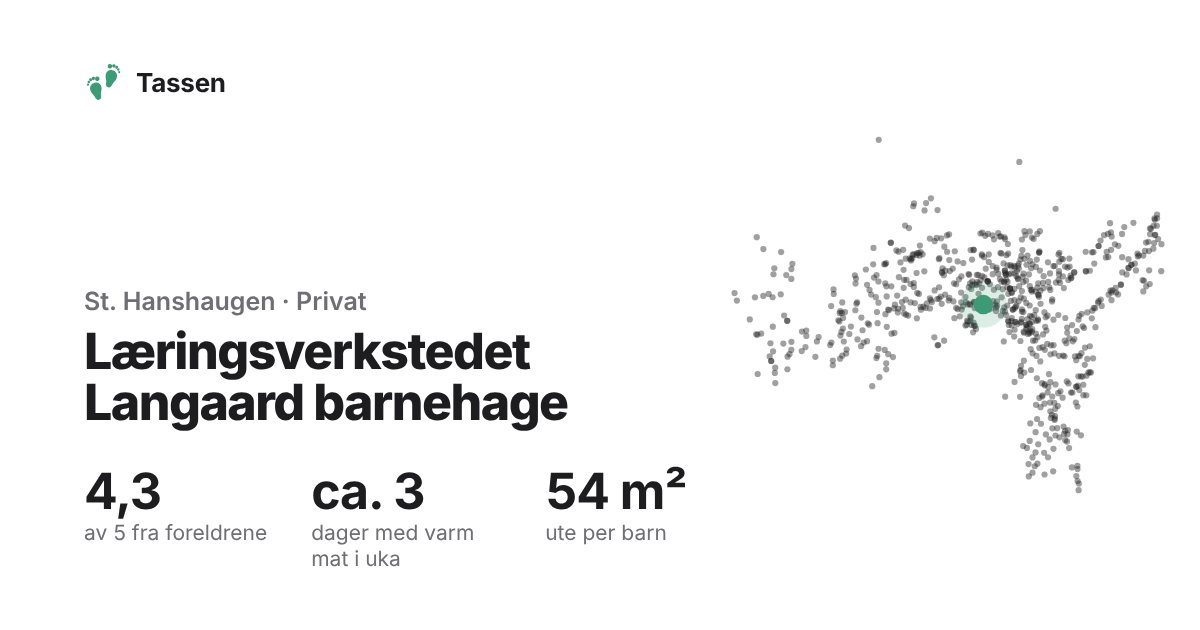 Tassen
St. Hanshaugen · Privat
Læringsverkstedet
Langaard barnehage
4,3
av 5 fra foreldrene
ca. 3
dager med varm
mat i uka
54 m²
ute per barn